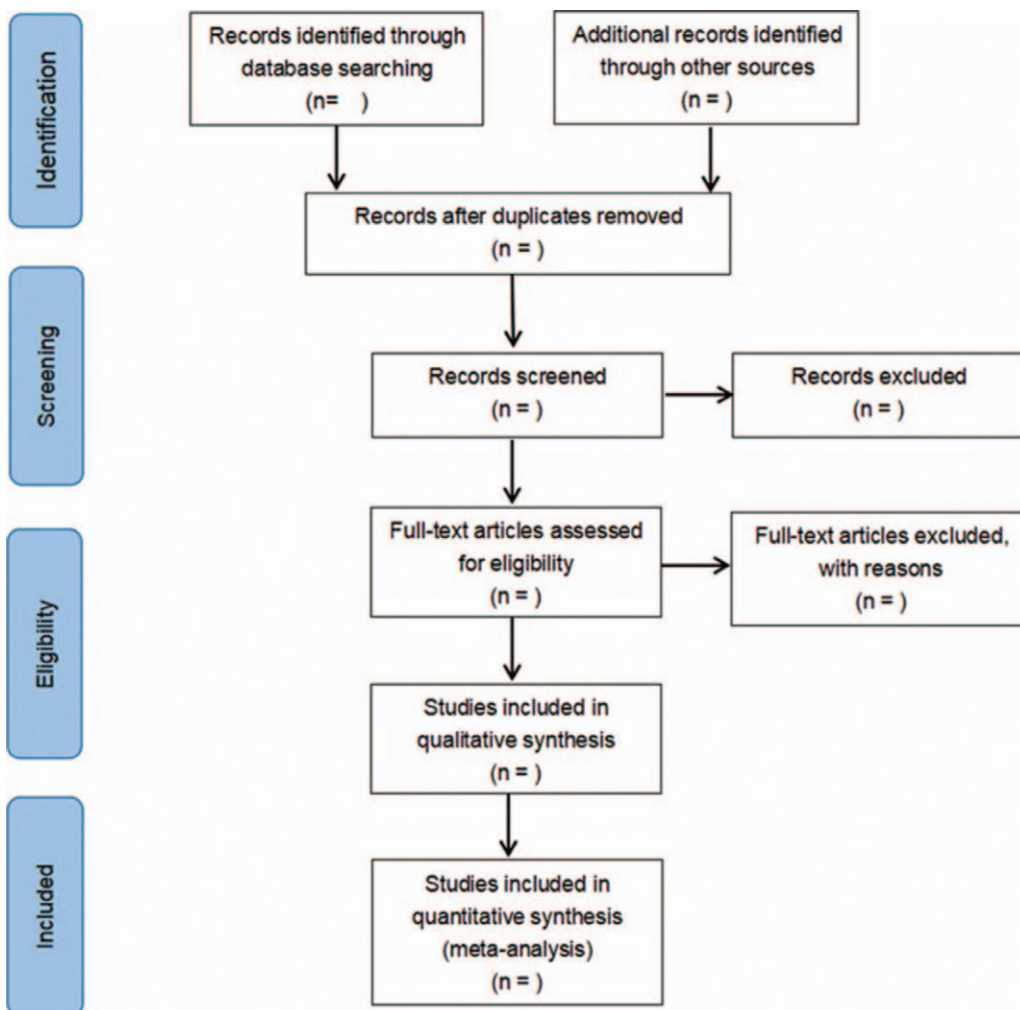 Identification
Records identified through
database searching
(n= )
Additional records identified
through other sources
(n = )
Records after duplicates removed
(n = )
Screening
Records screened
(n = )
Records excluded
(n = )
Eligibility
Full-text articles assessed
for eligibility
(n = )
Full-text articles excluded,
with reasons
(n = )
Studies included in
qualitative synthesis
(n = )
Included
Studies included in
quantitative synthesis
(meta-analysis)
(n = )